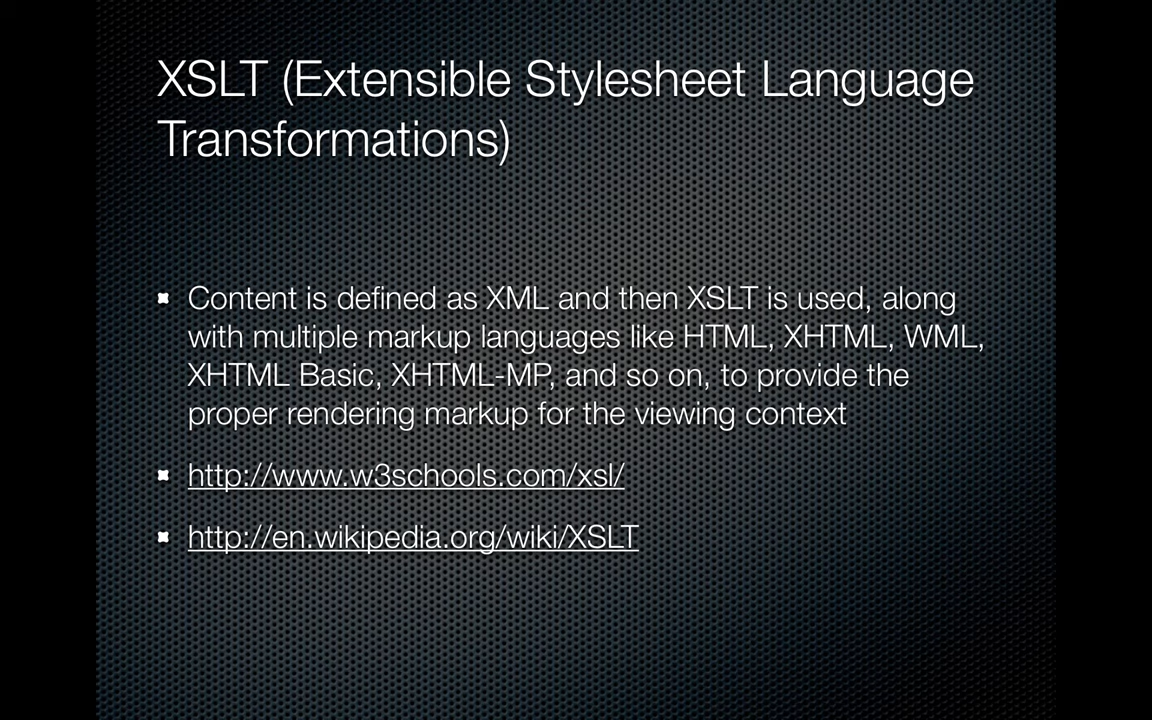 XSLT (Extensible Stylesheet Language
Transformations)
Content is defined as XML and then XSLT is used, along
with multiple markup languages like HTML, XHTML, WML,
XHTML Basic, XHTML-MP, and so on, to provide the
proper rendering markup for the viewing context
http://www.w3schools.com/xsl/
http://en.wikipedia.org/wiki/XSLT